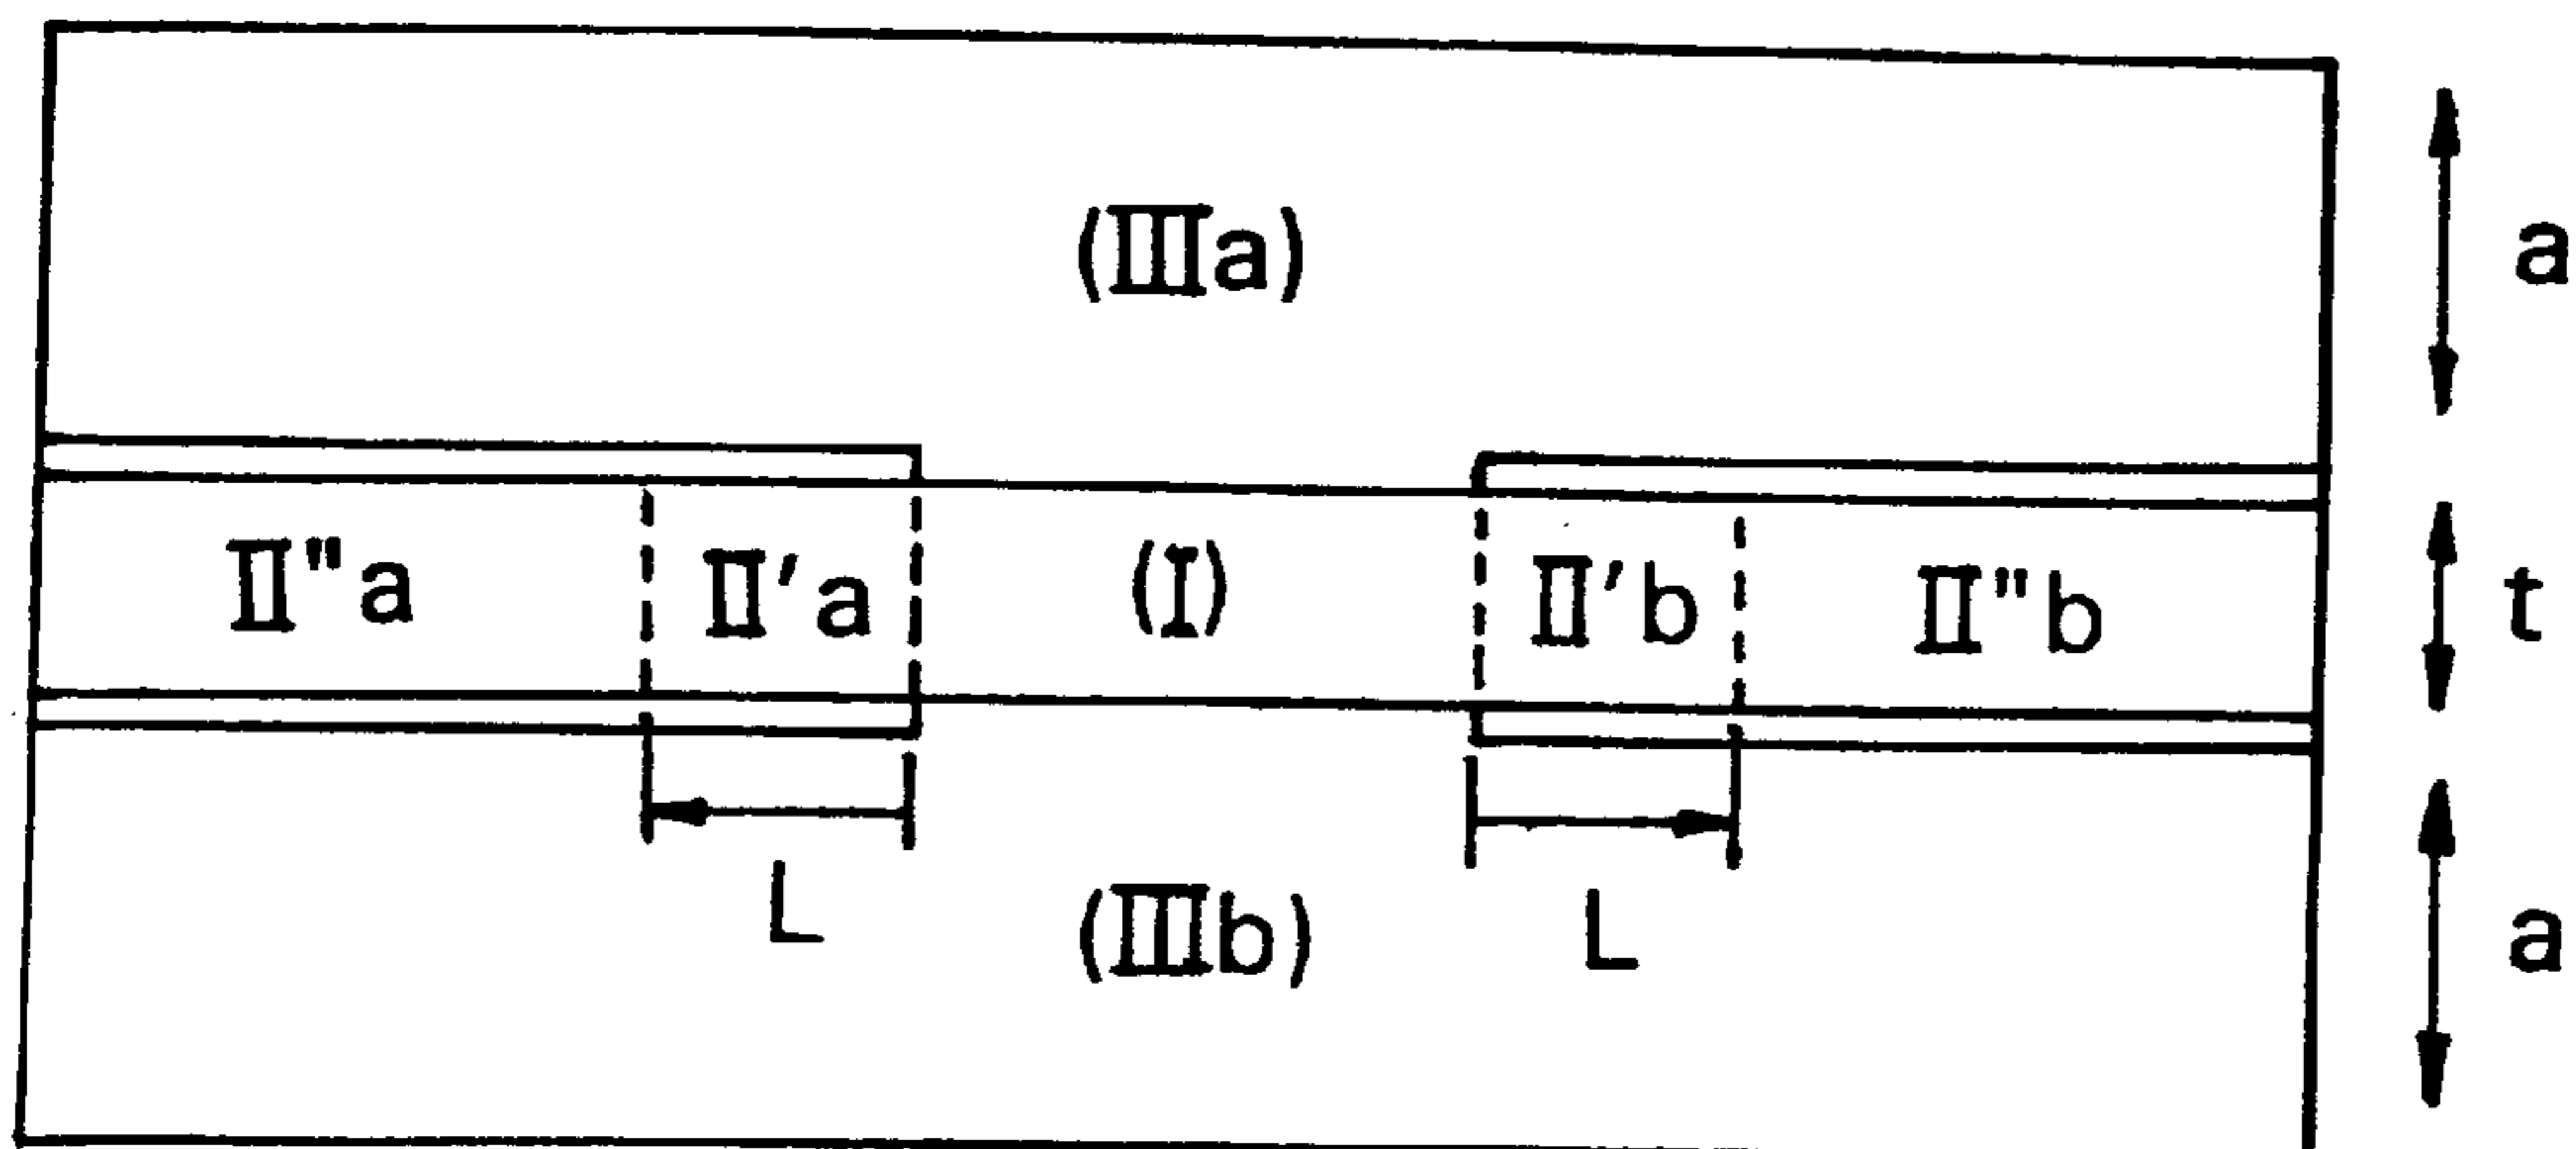 (Ⅲa)
a
Ⅱ"a Ⅱ'a (I) Ⅱ'b Ⅱ"b
t
L L
(Ⅲb)
a